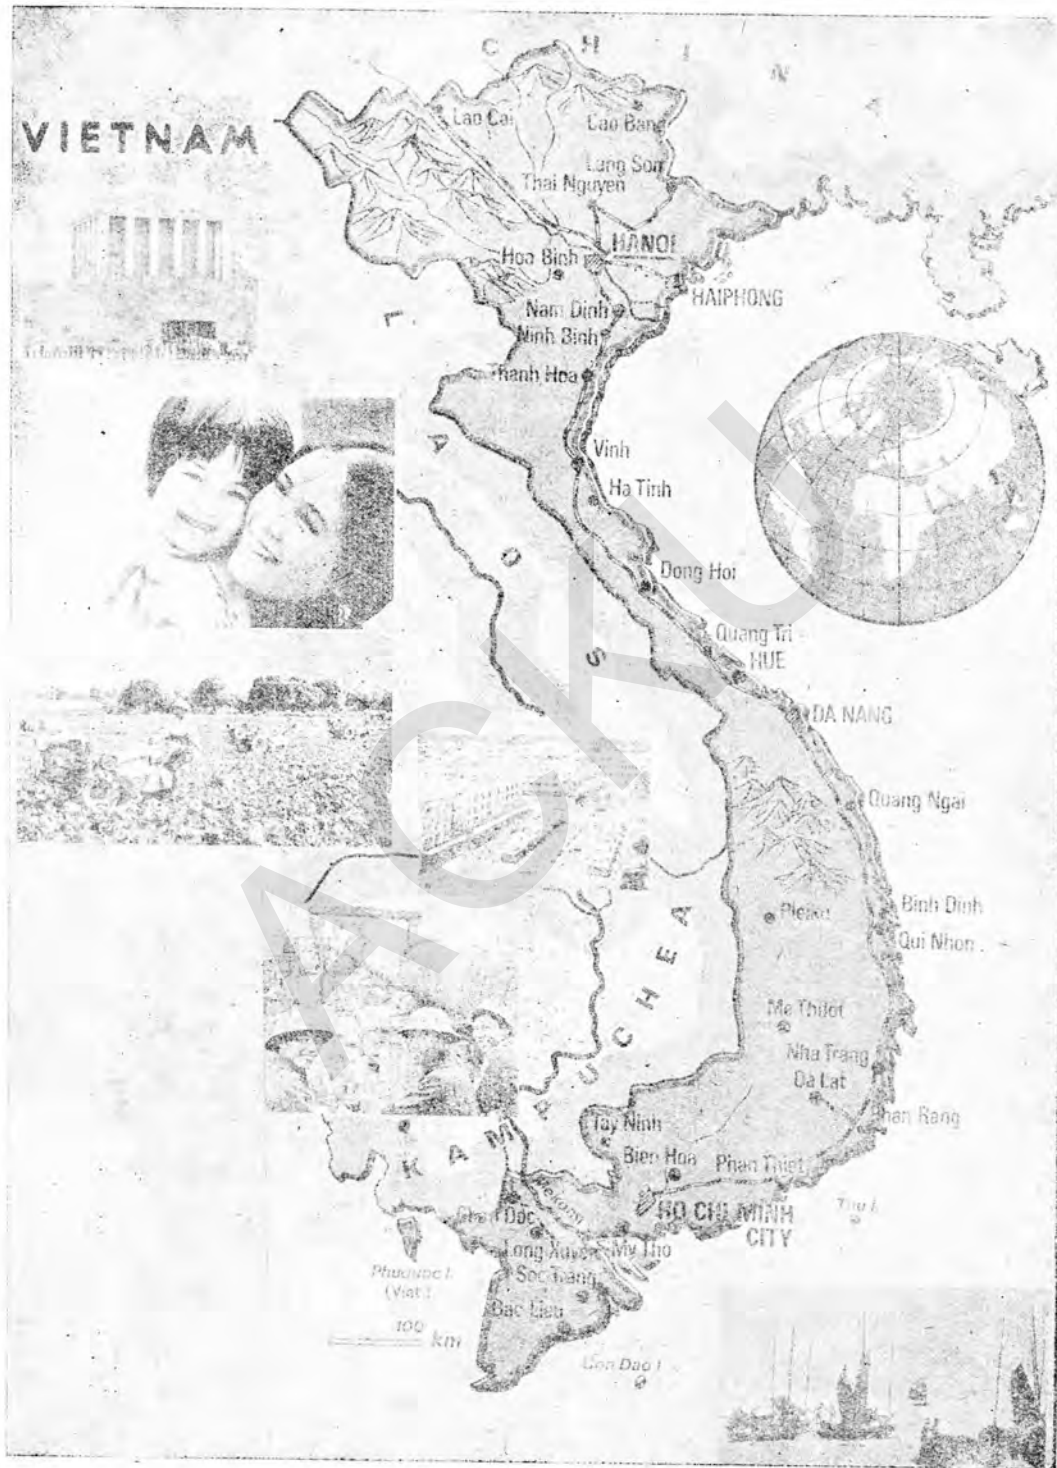 C H I N A
VIETNAM
Lao Cai
Cao Bang
Lang Son
Thai Nguyen
HANOI
Hoa Binh
HAIPHONG
Nam Dinh
Ninh Binh
Thanh Hoa
L A O S
Vinh
Ha Tinh
Dong Hoi
Quang Tri
HUE
DA NANG
Quang Ngai
Pleiku
Binh Dinh
Qui Nhon
Me Thuot
Nha Trang
Da Lat
Phan Rang
KAMPUCHEA
Tay Ninh
Bien Hoa
Phan Thiet
Mekong
HO CHI MINH
CITY
Chau Doc
Long Xuyen
My Tho
Soc Trang
Bac Lieu
(Viet.)
100
km
Con Dao I.
ACKU